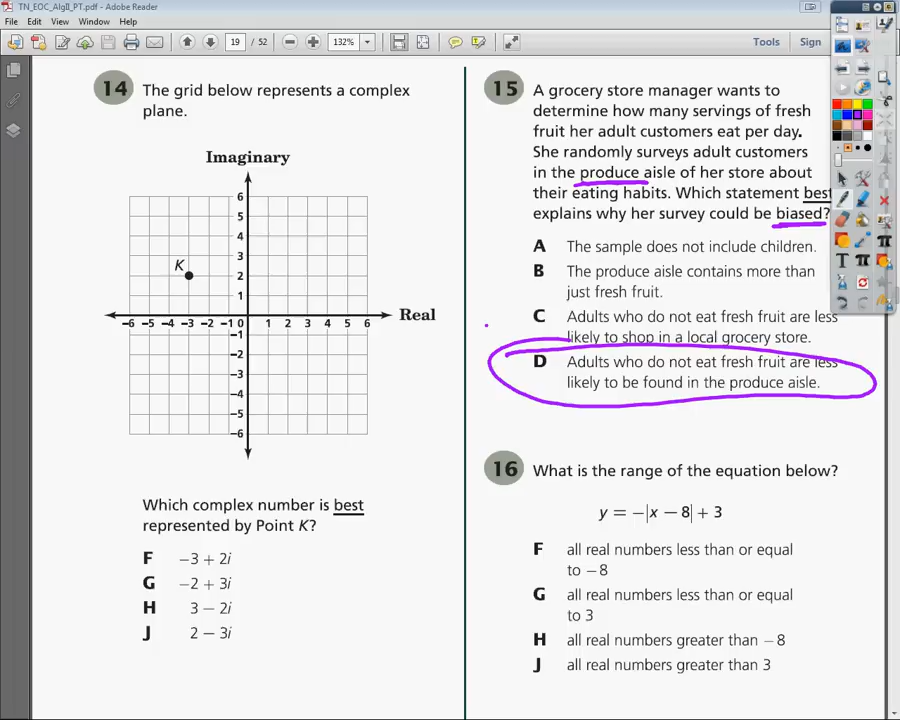 TN_EOC_AlgII_PT.pdf - Adobe Reader
File Edit View Window Help
19 / 52 132% Tools Sign
14 The grid below represents a complex
plane.
Imaginary
6
5
4
3
K
2
1
-6 -5 -4 -3 -2 -1 0 1 2 3 4 5 6 Real
-1
-2
-3
-4
-5
-6
Which complex number is best
represented by Point K?
F −3 + 2i
G −2 + 3i
H 3 − 2i
J 2 − 3i
15 A grocery store manager wants to
determine how many servings of fresh
fruit her adult customers eat per day.
She randomly surveys adult customers
in the produce aisle of her store about
their eating habits. Which statement best
explains why her survey could be biased?
A The sample does not include children.
B The produce aisle contains more than
just fresh fruit.
C Adults who do not eat fresh fruit are less
likely to shop in a local grocery store.
D Adults who do not eat fresh fruit are less
likely to be found in the produce aisle.
16 What is the range of the equation below?
y = −|x − 8| + 3
F all real numbers less than or equal
to −8
G all real numbers less than or equal
to 3
H all real numbers greater than −8
J all real numbers greater than 3